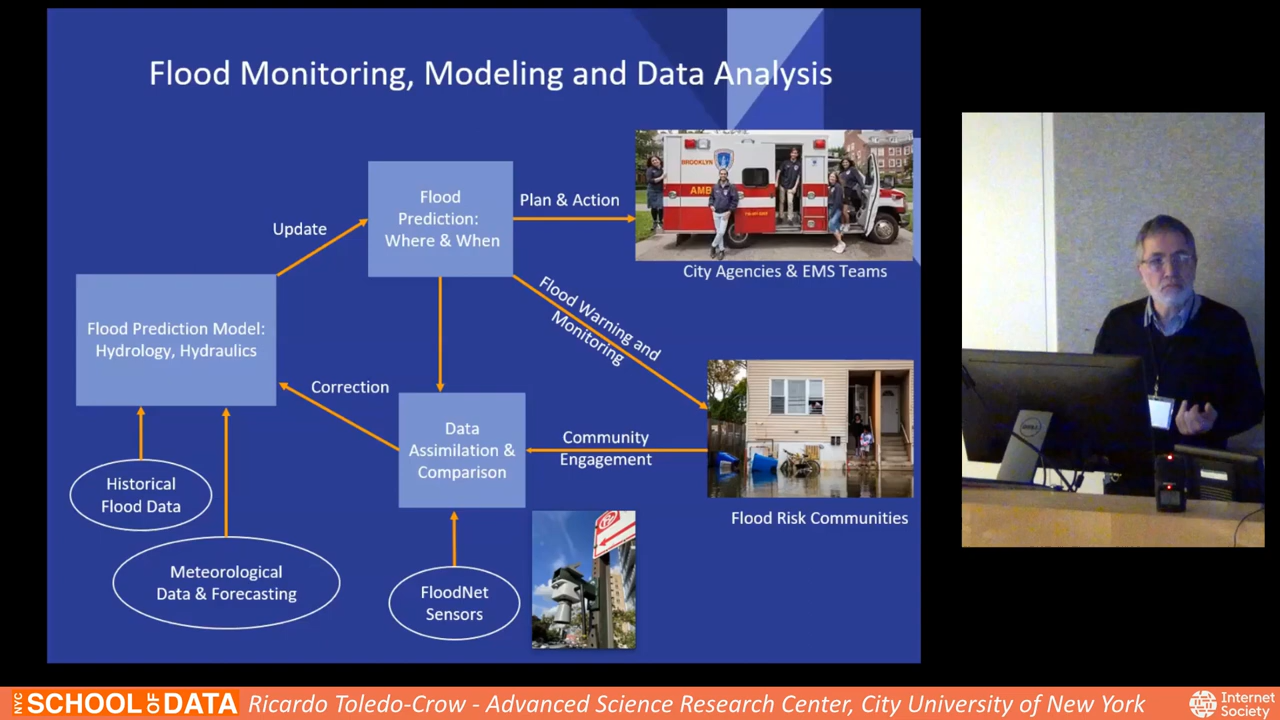 Flood Monitoring, Modeling and Data Analysis
Flood
Prediction:
Where & When
Plan & Action
BROOKLYN
AMB
City Agencies & EMS Teams
Update
Flood Warning and
Monitoring
Flood Prediction Model:
Hydrology, Hydraulics
Correction
Data
Assimilation &
Comparison
Community
Engagement
Historical
Flood Data
Flood Risk Communities
Meteorological
Data & Forecasting
FloodNet
Sensors
DELL
NYC SCHOOL OF DATA
Ricardo Toledo-Crow - Advanced Science Research Center, City University of New York
Internet
Society